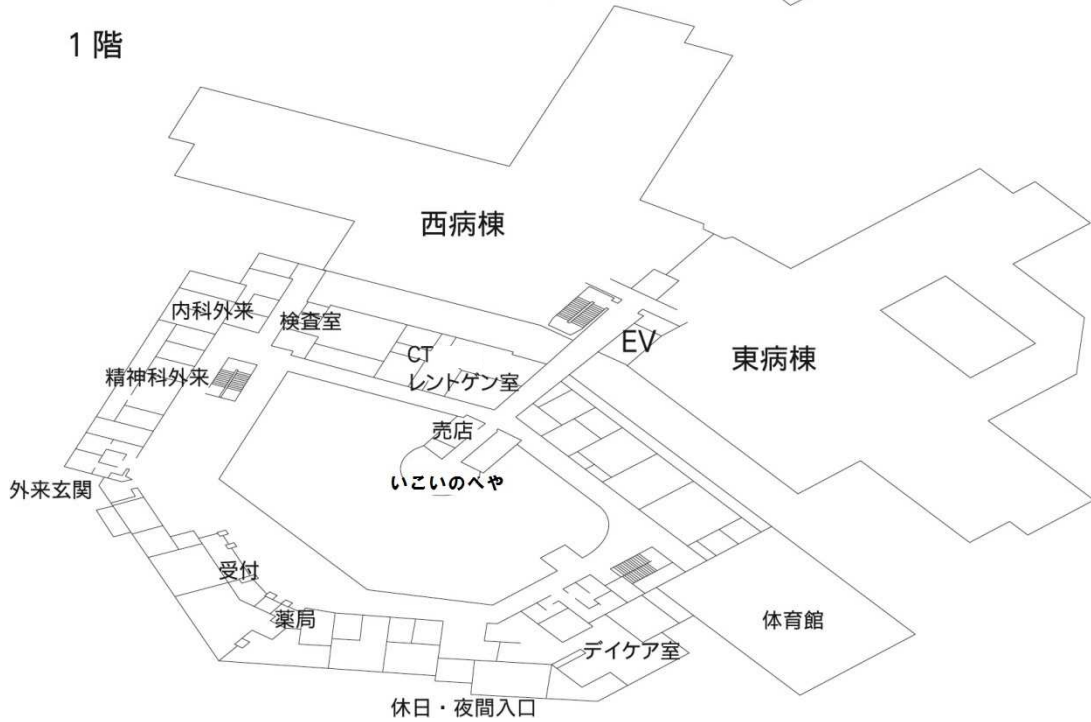 1階
西病棟
内科外来
検査室
EV
CT
レントゲン室
東病棟
精神科外来
売店
いこいのへや
外来玄関
受付
薬局
体育館
デイケア室
休日・夜間入口